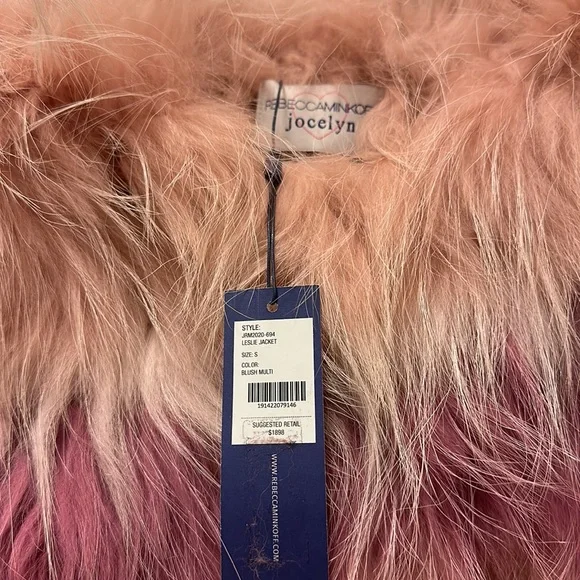 REBECCAMINKOFF
jocelyn
STYLE:
JRM2020-694
LESLIE JACKET
SIZE: S
COLOR:
BLUSH MULTI
191422079146
SUGGESTED RETAIL
$1898
WWW.REBECCAMINKOFF.COM